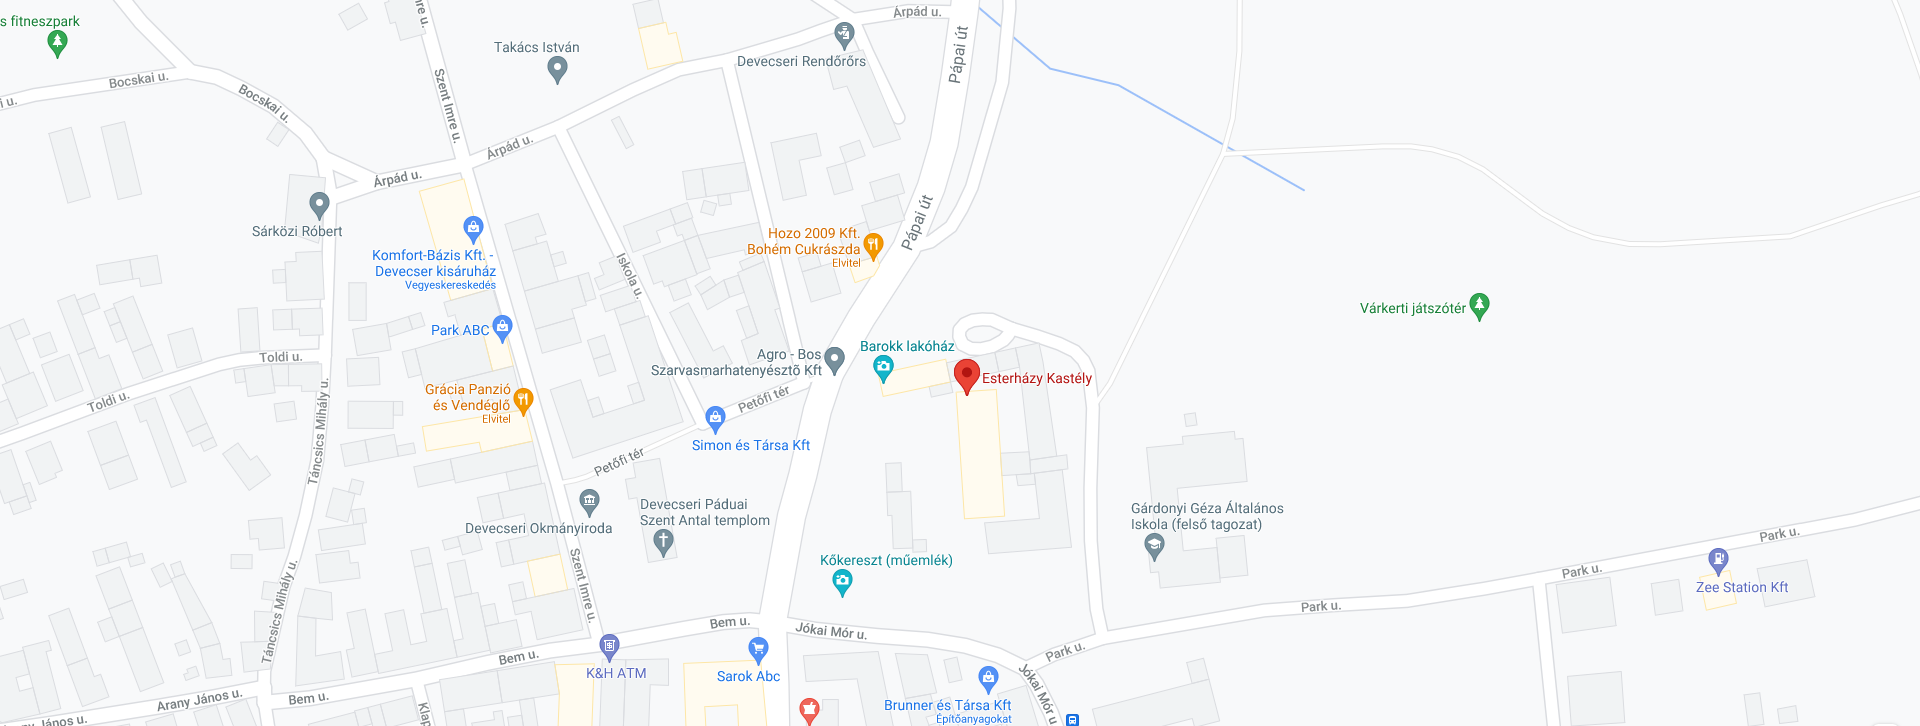 s fitneszpark
Bocskai u.
Bocskai u.
i u.
re u.
Szent Imre u.
Takács István
Árpád u.
Devecseri Rendőrőrs
Pápai út
Árpád u.
Árpád u.
Sárközi Róbert
Komfort-Bázis Kft. -
Devecser kisáruház
Vegyeskereskedés
Iskola u.
Hozo 2009 Kft.
Bohém Cukrászda
Elvitel
Pápai út
Várkerti játszótér
Park ABC
Toldi u.
Toldi u.
Táncsics Mihály u.
Agro - Bos
Szarvasmarhatenyésztõ Kft
Barokk lakóház
Esterházy Kastély
Grácia Panzió
és Vendéglő
Elvitel
Petőfi tér
Simon és Társa Kft
Petőfi tér
Devecseri Okmányiroda
Devecseri Páduai
Szent Antal templom
Gárdonyi Géza Általános
Iskola (felső tagozat)
Kőkereszt (műemlék)
Szent Imre u.
Táncsics Mihály u.
Park u.
Park u.
Park u.
Zee Station Kft
Bem u.
Jókai Mór u.
Park u.
Bem u.
K&H ATM
Sarok Abc
Jókai Mór u
Brunner és Társa Kft
Építőanyagokat
Bem u.
Arany János u.
ny János u.
Klap